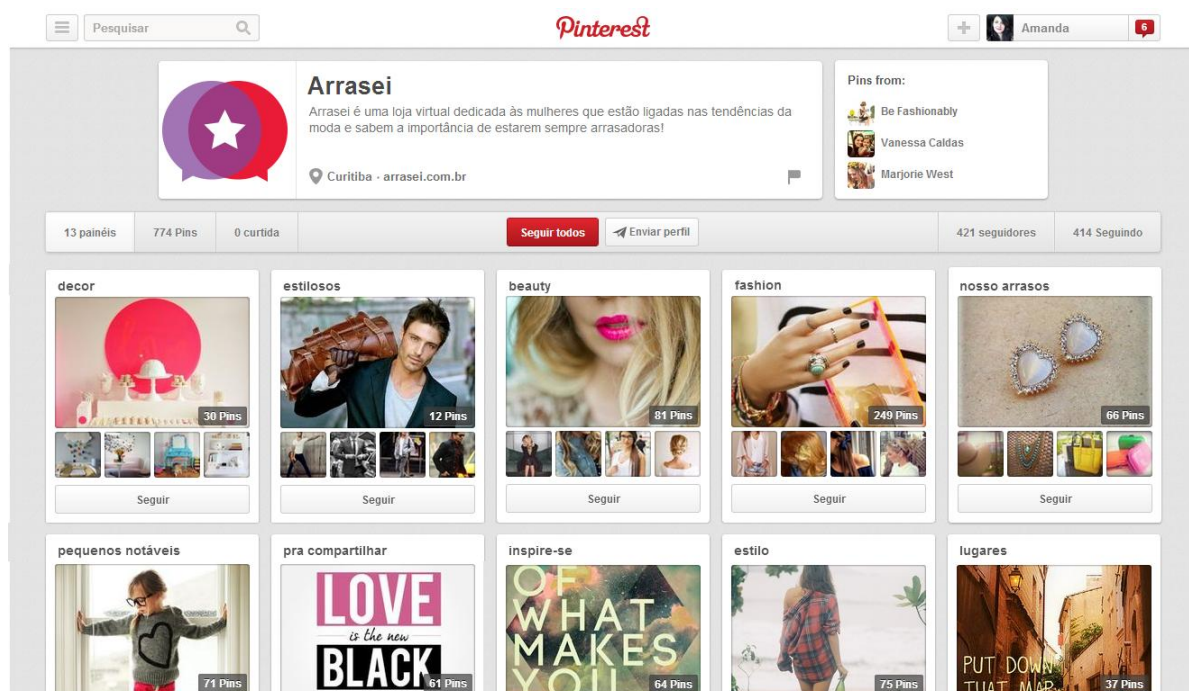 Pesquisar
Pinterest
Amanda
6
Arrasei
Arrasei é uma loja virtual dedicada às mulheres que estão ligadas nas tendências da
moda e sabem a importância de estarem sempre arrasadoras!
Curitiba · arrasei.com.br
Pins from:
Be Fashionably
Vanessa Caldas
Marjorie West
13 painéis
774 Pins
0 curtida
Seguir todos
Enviar perfil
421 seguidores
414 Seguindo
decor
30 Pins
Seguir
estilosos
12 Pins
Seguir
beauty
81 Pins
Seguir
fashion
249 Pins
Seguir
nosso arrasos
66 Pins
Seguir
pequenos notáveis
71 Pins
pra compartilhar
LOVE
is the new
BLACK
61 Pins
inspire-se
OF
WHAT
MAKES
YOU
64 Pins
estilo
75 Pins
lugares
PUT DOWN
THAT MAP
37 Pins